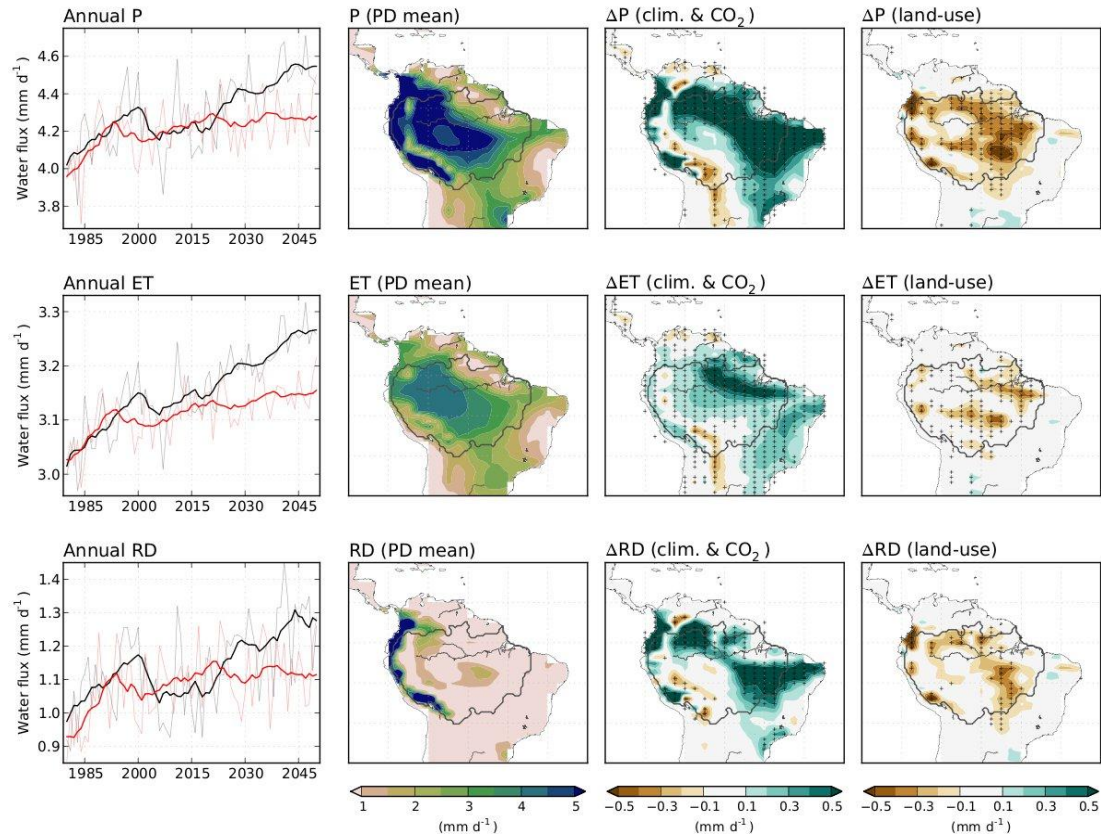 Annual P
P (PD mean)
ΔP (clim. & CO₂)
ΔP (land-use)
Water flux (mm d⁻¹)
4.6
4.4
4.2
4.0
3.8
1985 2000 2015 2030 2045
Annual ET
ET (PD mean)
ΔET (clim. & CO₂)
ΔET (land-use)
Water flux (mm d⁻¹)
3.3
3.2
3.1
3.0
1985 2000 2015 2030 2045
Annual RD
RD (PD mean)
ΔRD (clim. & CO₂)
ΔRD (land-use)
Water flux (mm d⁻¹)
1.4
1.3
1.2
1.1
1.0
0.9
1985 2000 2015 2030 2045
1 2 3 4 5
(mm d⁻¹)
−0.5 −0.3 −0.1 0.1 0.3 0.5
(mm d⁻¹)
−0.5 −0.3 −0.1 0.1 0.3 0.5
(mm d⁻¹)